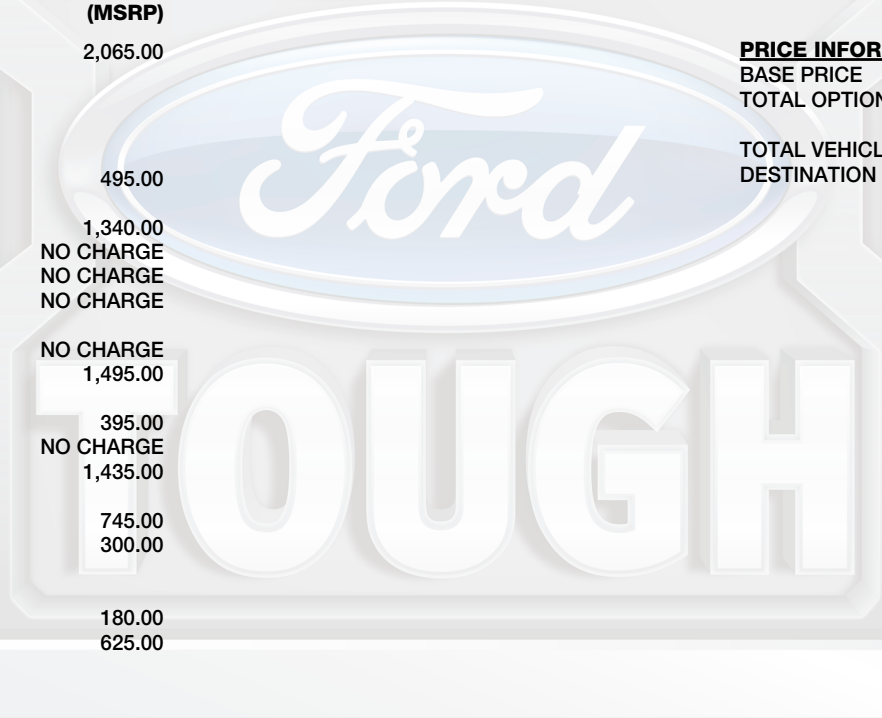 (MSRP)
2,065.00
495.00
1,340.00
NO CHARGE
NO CHARGE
NO CHARGE
NO CHARGE
1,495.00
395.00
NO CHARGE
1,435.00
745.00
300.00
180.00
625.00
PRICE INFOR
BASE PRICE
TOTAL OPTION
TOTAL VEHICL
DESTINATION
Ford
TOUGH